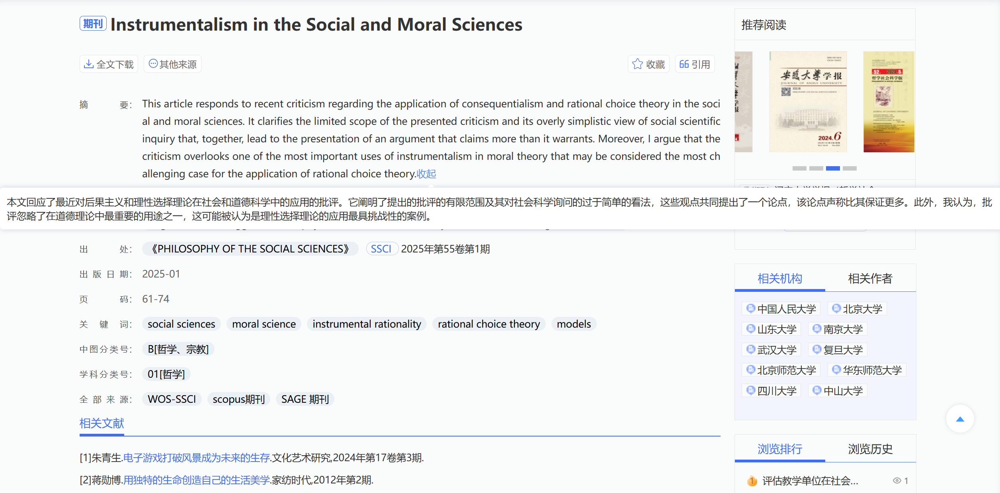 期刊 Instrumentalism in the Social and Moral Sciences
全文下载 其他来源 收藏 引用
摘要： This article responds to recent criticism regarding the application of consequentialism and rational choice theory in the soci
al and moral sciences. It clarifies the limited scope of the presented criticism and its overly simplistic view of social scientific
inquiry that, together, lead to the presentation of an argument that claims more than it warrants. Moreover, I argue that the
criticism overlooks one of the most important uses of instrumentalism in moral theory that may be considered the most ch
allenging case for the application of rational choice theory.收起
本文回应了最近对后果主义和理性选择理论在社会和道德科学中的应用的批评。它阐明了提出的批评的有限范围及其对社会科学询问的过于简单的看法，这些观点共同提出了一个论点，该论点声称比其保证更多。此外，我认为，批
评忽略了在道德理论中最重要的用途之一，这可能被认为是理性选择理论的应用最具挑战性的案例。
出处： 《PHILOSOPHY OF THE SOCIAL SCIENCES》 SSCI 2025年第55卷第1期
出版日期： 2025-01
页码： 61-74
关键词： social sciences moral science instrumental rationality rational choice theory models
中图分类号： B[哲学、宗教]
学科分类号： 01[哲学]
全部来源： WOS-SSCI scopus期刊 SAGE 期刊
相关文献
[1]朱青生.电子游戏打破风景成为未来的生存.文化艺术研究,2024年第17卷第3期.
[2]蒋勋博.用独特的生命创造自己的生活美学.家纺时代,2012年第2期.
推荐阅读
安徽大学学报
JOURNAL OF ANHUI UNIVERSITY
PHILOSOPHY AND SOCIAL SCIENCES EDITION
2024.6
52 2024.5
哲学社会科学版
PHILOSOPHY & SOCIAL SCIENCE
JOURNAL OF LIAONING UNIVERSITY
相关机构 相关作者
中国人民大学 北京大学
山东大学 南京大学
武汉大学 复旦大学
北京师范大学 华东师范大学
四川大学 中山大学
浏览排行 浏览历史
1 评估教学单位在社会... 1